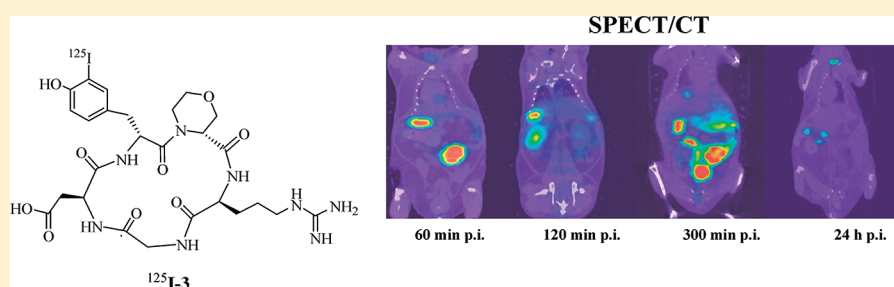 SPECT/CT
125I
HO
O
N
O
O
O
NH
NH
HO
O
O
O
HN
NH
H
N
NH2
NH
125I-3
60 min p.i.
120 min p.i.
300 min p.i.
24 h p.i.